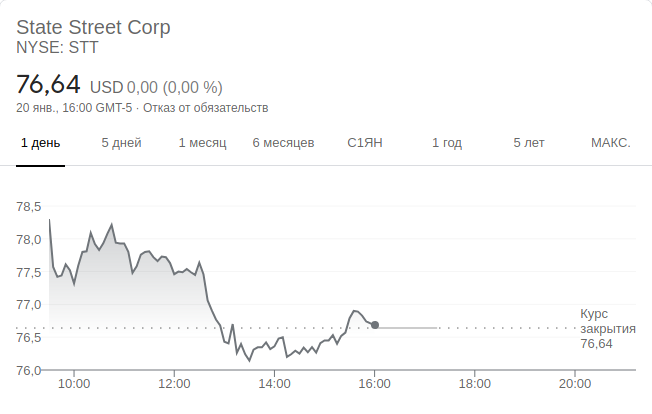 State Street Corp
NYSE: STT
76,64 USD 0,00 (0,00 %)
20 янв., 16:00 GMT-5 · Отказ от обязательств
1 день 5 дней 1 месяц 6 месяцев С1ЯН 1 год 5 лет МАКС.
78,5
78,0
77,5
77,0
76,5
76,0
Курс
закрытия
76,64
10:00 12:00 14:00 16:00 18:00 20:00